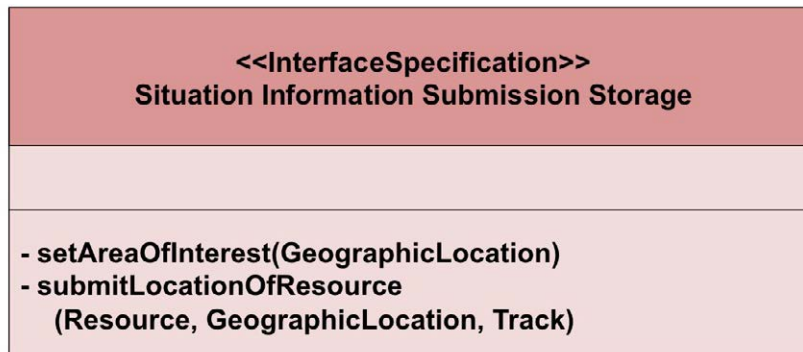 <<InterfaceSpecification>>
Situation Information Submission Storage
- setAreaOfInterest(GeographicLocation)
- submitLocationOfResource
(Resource, GeographicLocation, Track)